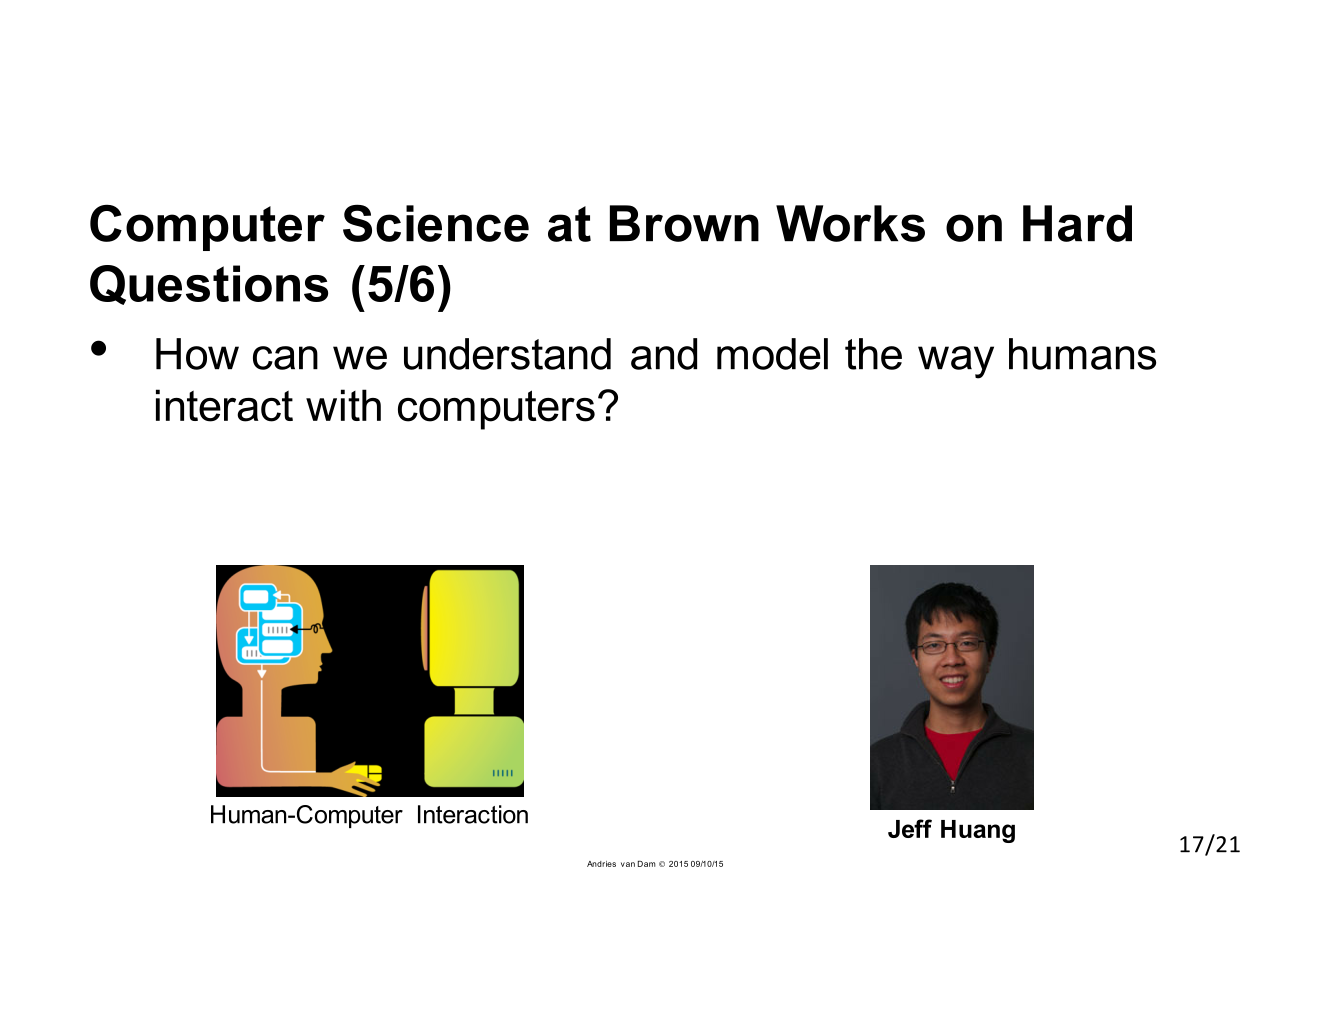 Computer Science at Brown Works on Hard
Questions (5/6)
• How can we understand and model the way humans
interact with computers?
Human-Computer Interaction
Jeff Huang
17/21
Andries van Dam © 2015 09/10/15